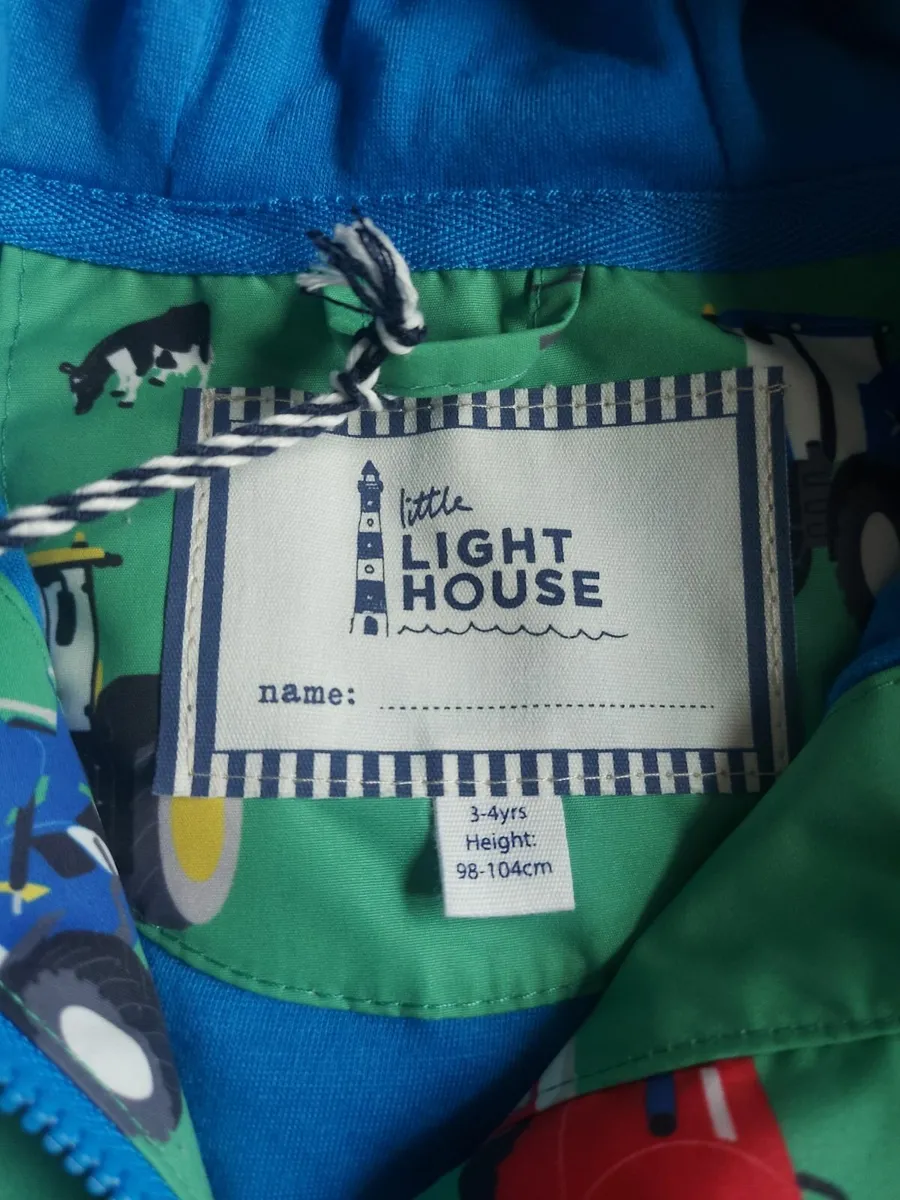 little
LIGHT
HOUSE
name:
3-4yrs
Height:
98-104cm